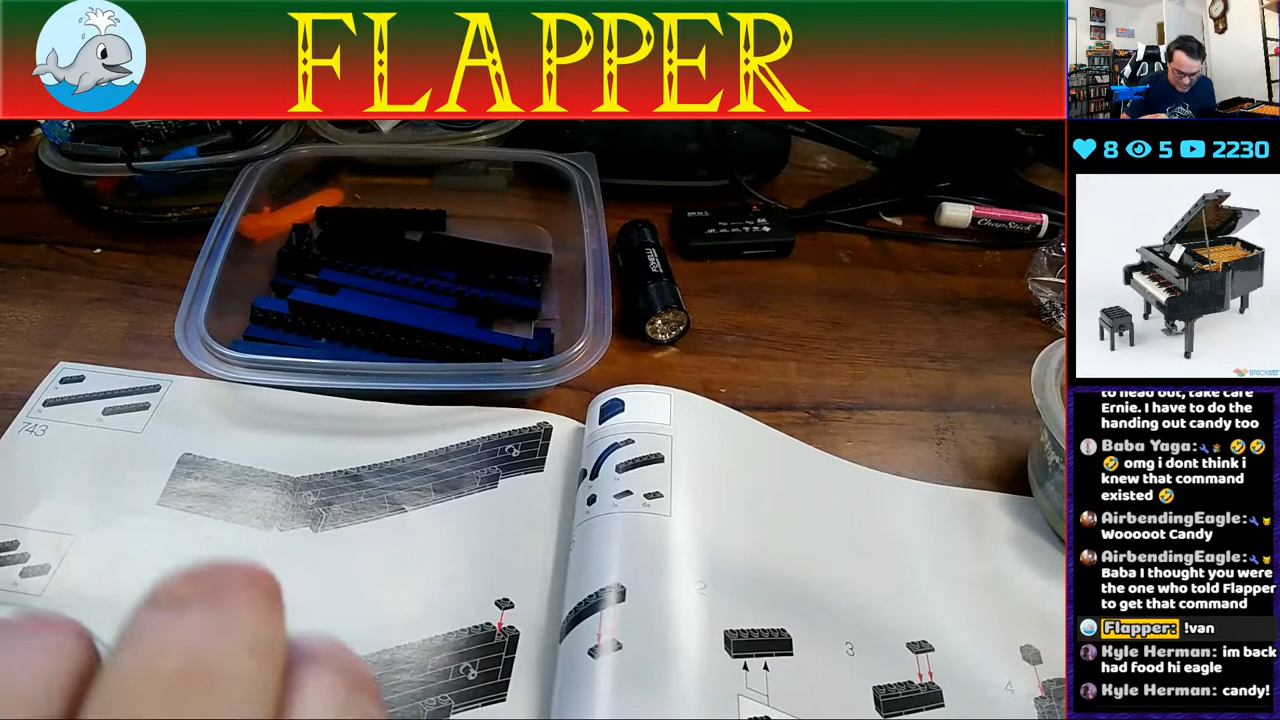 FLAPPER
8 5 2230
ChapStick
BRICKSET
to head out, take care
Ernie. I have to do the
handing out candy too
Baba Yaga:
omg i dont think i
knew that command
existed
AirbendingEagle:
Wooooot Candy
AirbendingEagle:
Baba I thought you were
the one who told Flapper
to get that command
Flapper: !van
Kyle Herman: im back
had food hi eagle
Kyle Herman: candy!
743
2
3
4